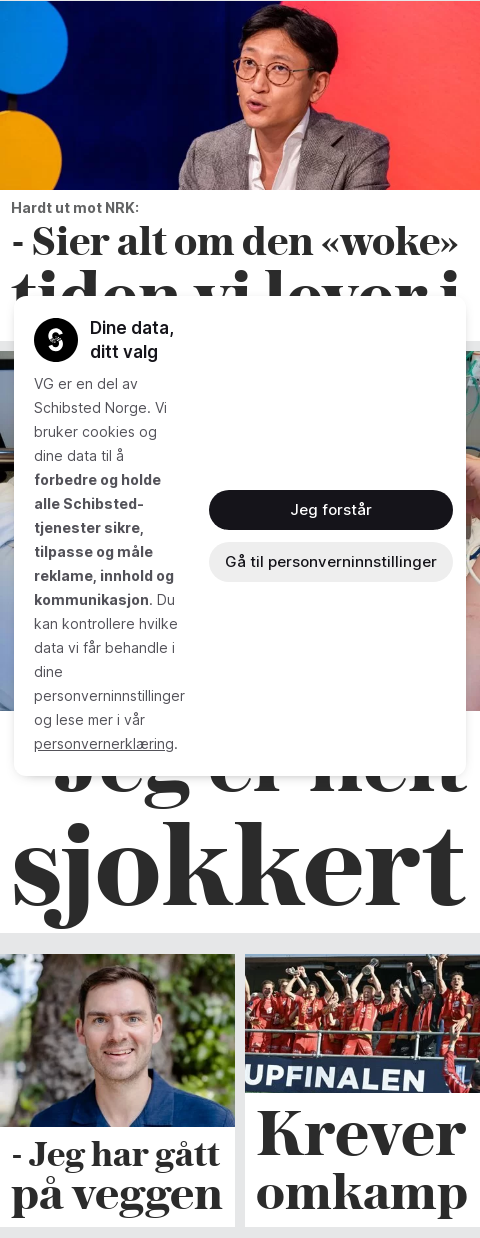 Hardt ut mot NRK:
- Sier alt om den «woke»
tiden vi lever i
Dine data,
ditt valg
VG er en del av
Schibsted Norge. Vi
bruker cookies og
dine data til å
forbedre og holde
alle Schibsted-
tjenester sikre,
tilpasse og måle
reklame, innhold og
kommunikasjon. Du
kan kontrollere hvilke
data vi får behandle i
dine
personverninnstillinger
og lese mer i vår
personvernerklæring.
Jeg forstår
Gå til personverninnstillinger
- Jeg er helt
sjokkert
UPFINALEN
- Jeg har gått
på veggen
Krever
omkamp